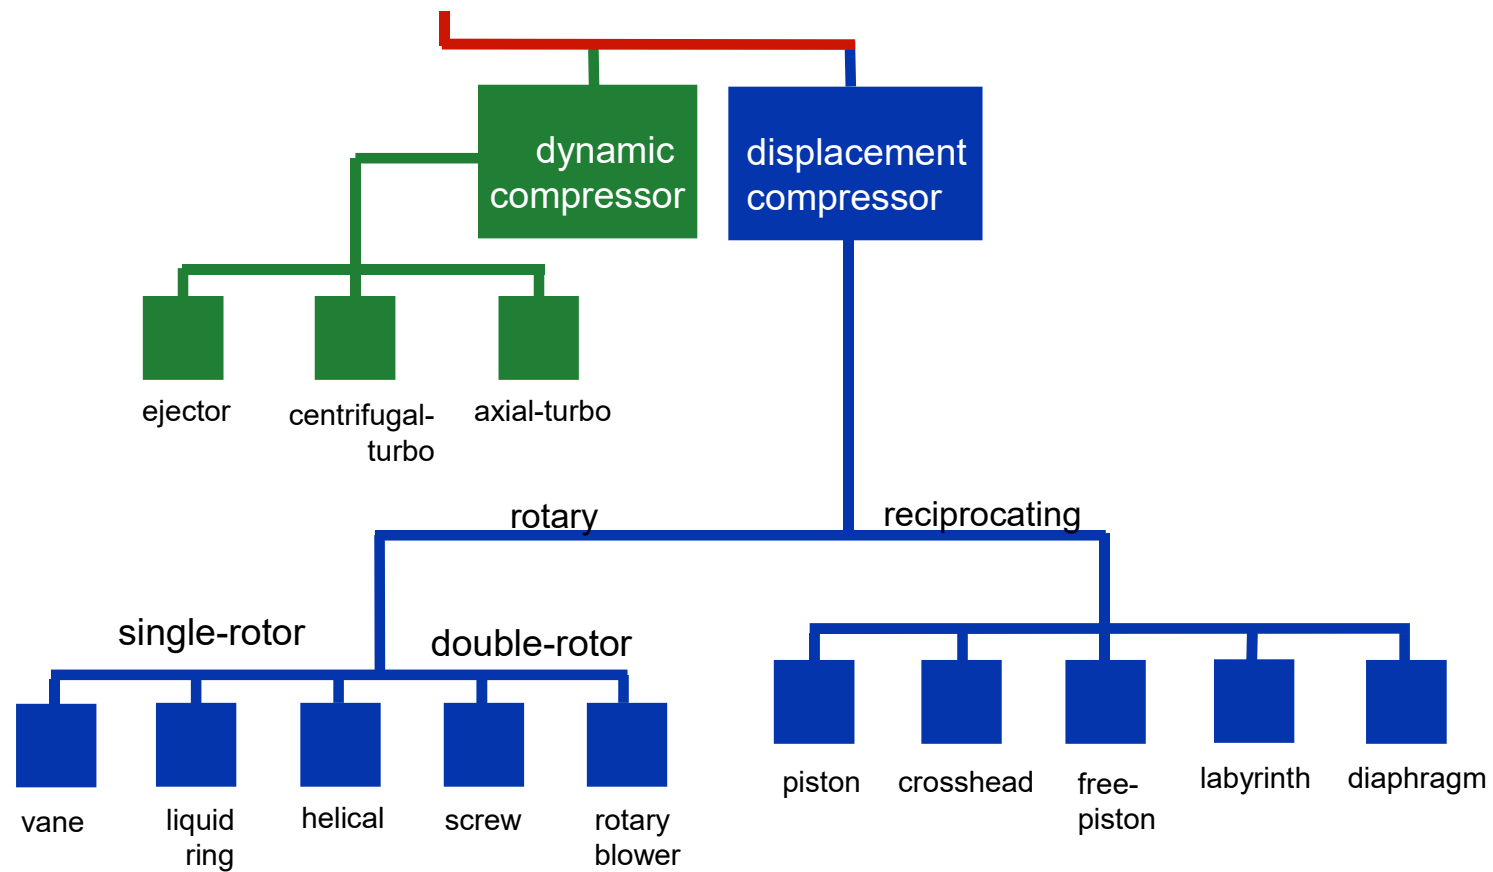 dynamic
compressor
displacement
compressor
ejector
centrifugal-
turbo
axial-turbo
rotary
reciprocating
single-rotor
double-rotor
vane
liquid
ring
helical
screw
rotary
blower
piston
crosshead
free-
piston
labyrinth
diaphragm